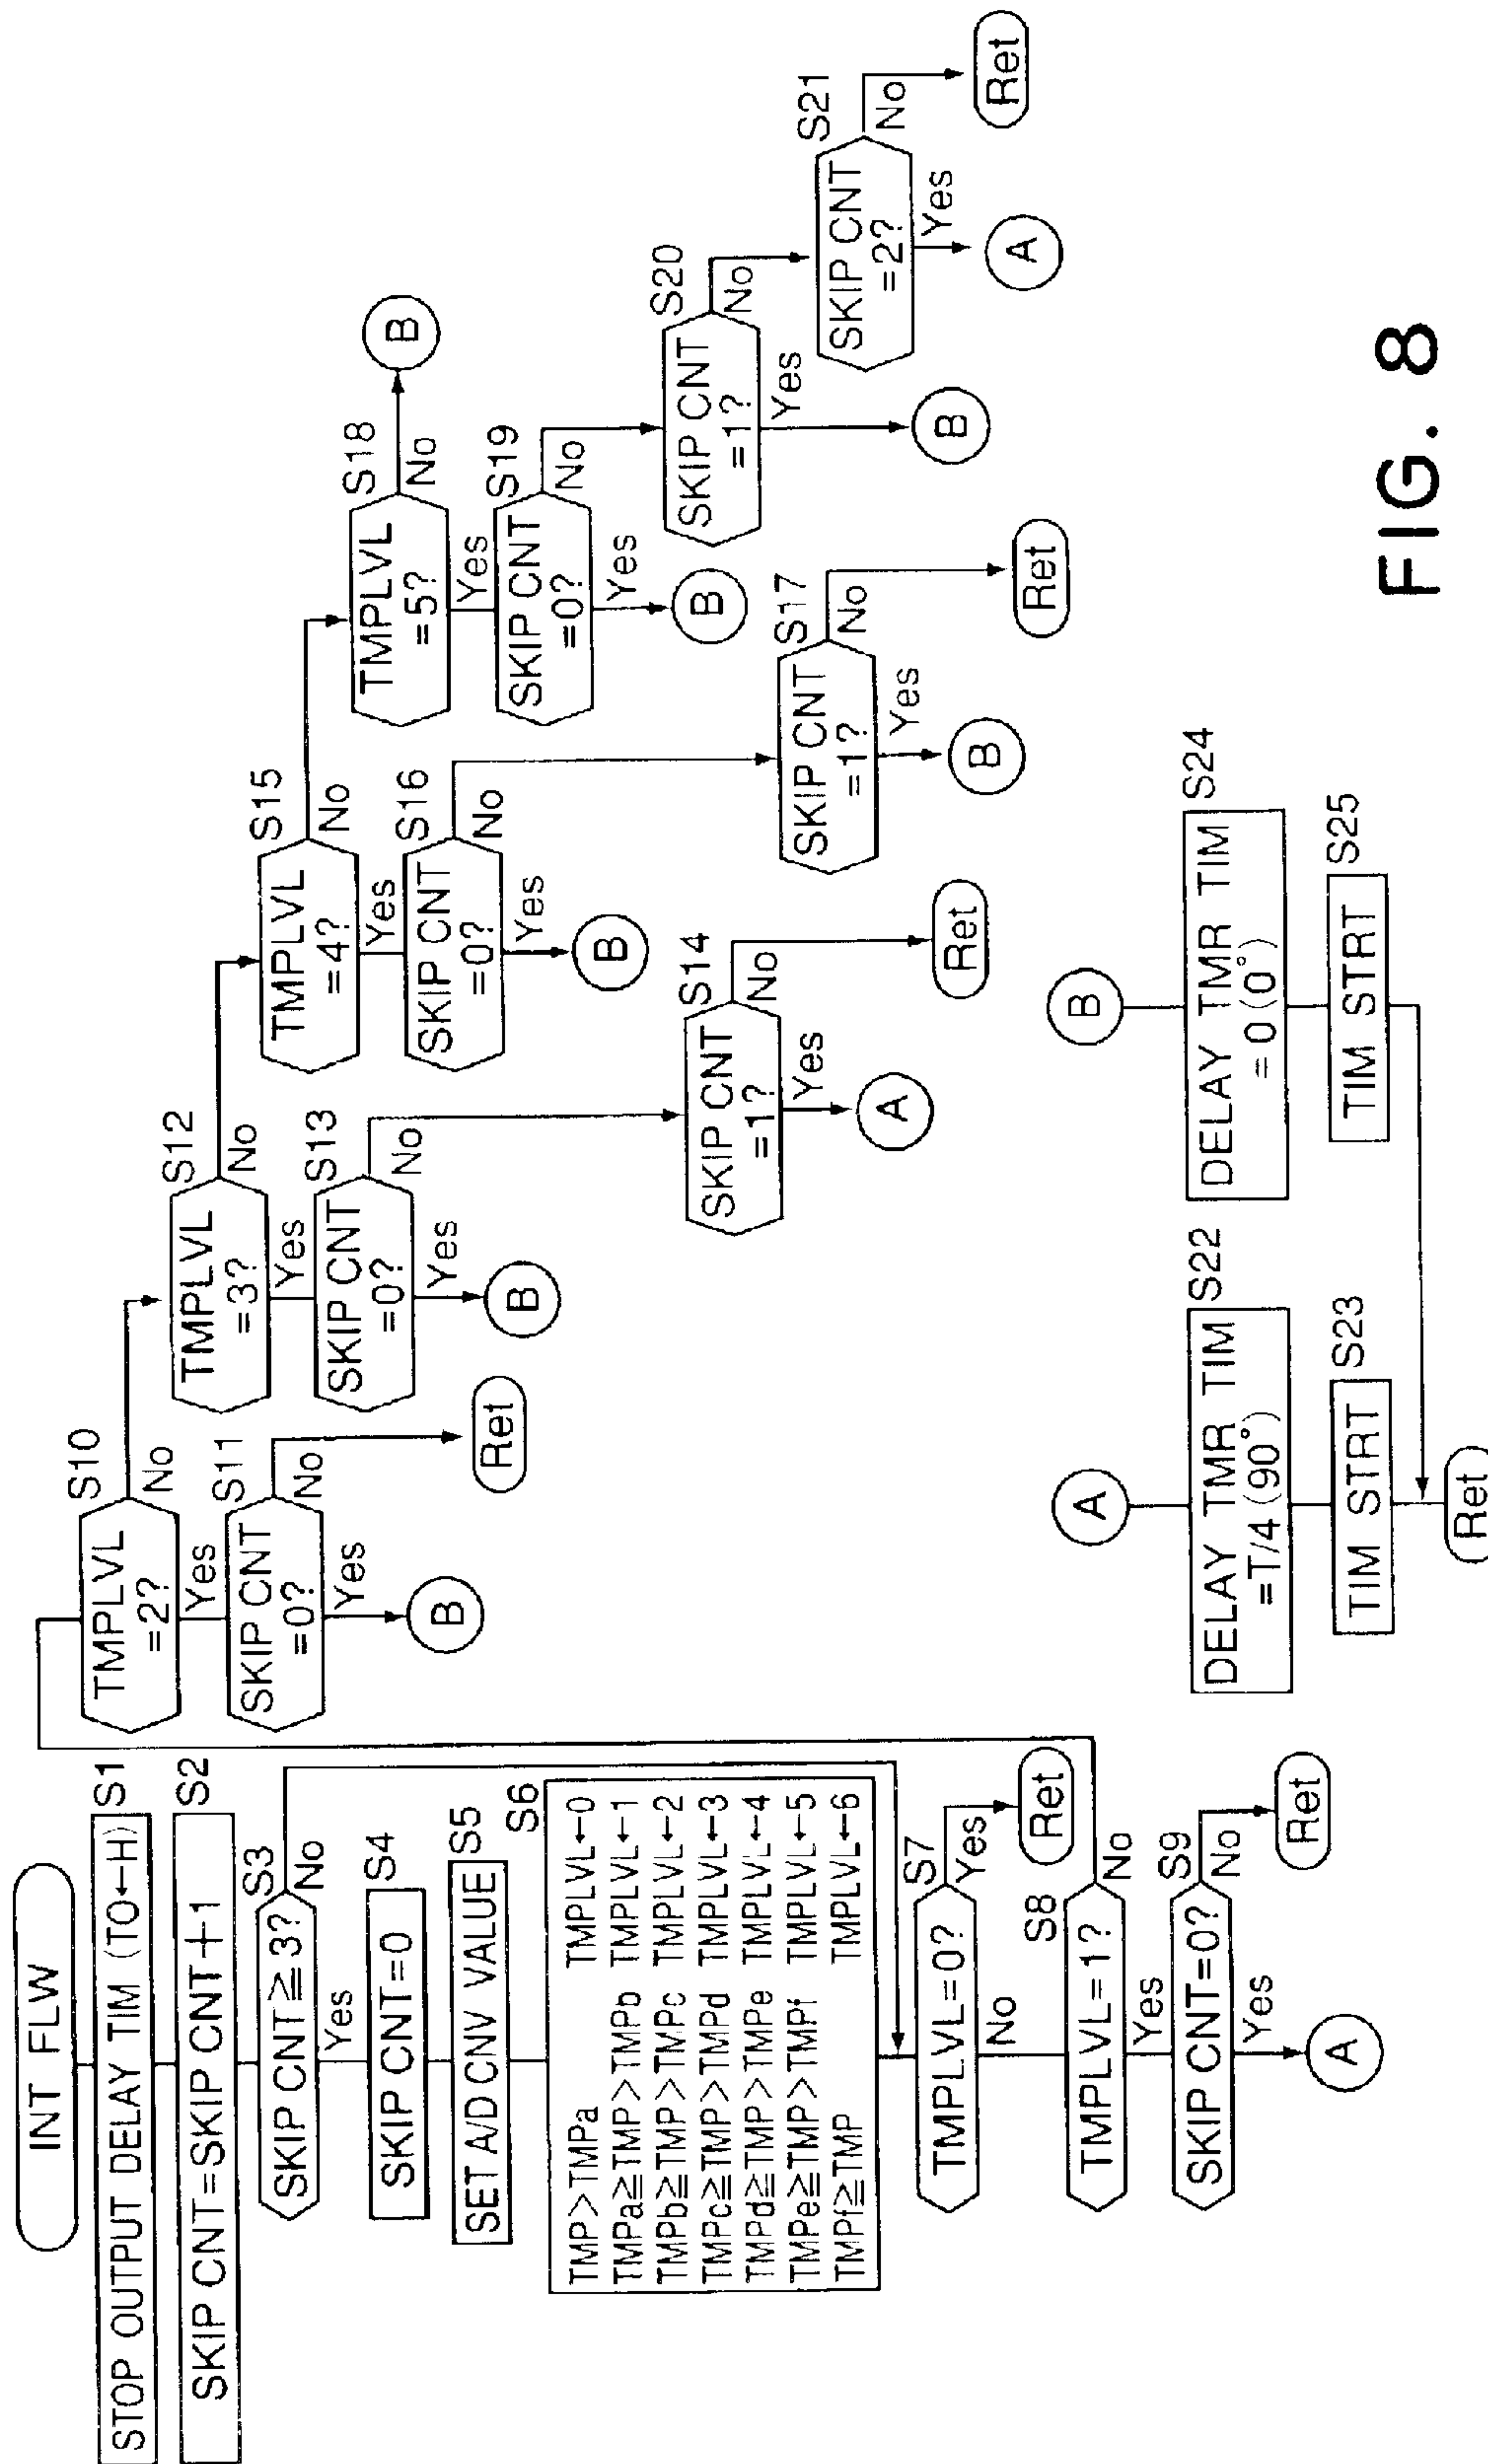 INT FLW
STOP OUTPUT DELAY TIM (TO←H) S1
SKIP CNT=SKIP CNT+1 S2
SKIP CNT≧3? S3
No
Yes
SKIP CNT=0 S4
SET A/D CNV VALUE S5
S6
TMP>TMPa TMPLVL←0
TMPa≧TMP>TMPb TMPLVL←1
TMPb≧TMP>TMPc TMPLVL←2
TMPc≧TMP>TMPd TMPLVL←3
TMPd≧TMP>TMPe TMPLVL←4
TMPe≧TMP>TMPf TMPLVL←5
TMPf≧TMP TMPLVL←6
TMPLVL=0? S7
Yes
Ret
No
S8
TMPLVL=1?
No
Yes
SKIP CNT=0? S9
No
Ret
Yes
A
S10
TMPLVL
=2?
No
Yes
S11
SKIP CNT
=0?
No
Ret
Yes
B
S12
TMPLVL
=3?
No
Yes
S13
SKIP CNT
=0?
No
Yes
B
S14
SKIP CNT
=1?
No
Ret
Yes
A
S15
TMPLVL
=4?
No
Yes
S16
SKIP CNT
=0?
No
Yes
B
S17
SKIP CNT
=1?
No
Ret
Yes
B
S18
TMPLVL
=5?
No
B
Yes
S19
SKIP CNT
=0?
No
Yes
B
S20
SKIP CNT
=1?
No
Yes
B
S21
SKIP CNT
=2?
No
Ret
Yes
A
A
S22
DELAY TMR TIM
=T/4 (90°)
S23
TIM STRT
Ret
B
S24
DELAY TMR TIM
= 0 (0°)
S25
TIM STRT
FIG. 8